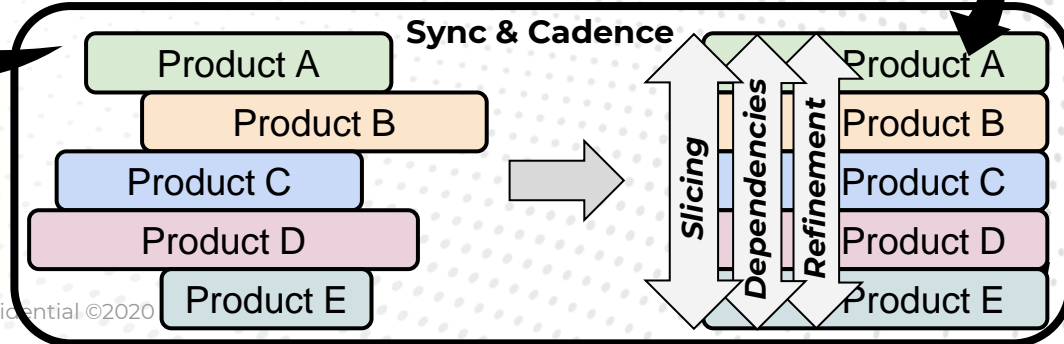 Sync & Cadence
Product A
Product B
Product C
Product D
Product E
Slicing
Dependencies
Refinement
Product A
Product B
Product C
Product D
Product E
idential ©2020